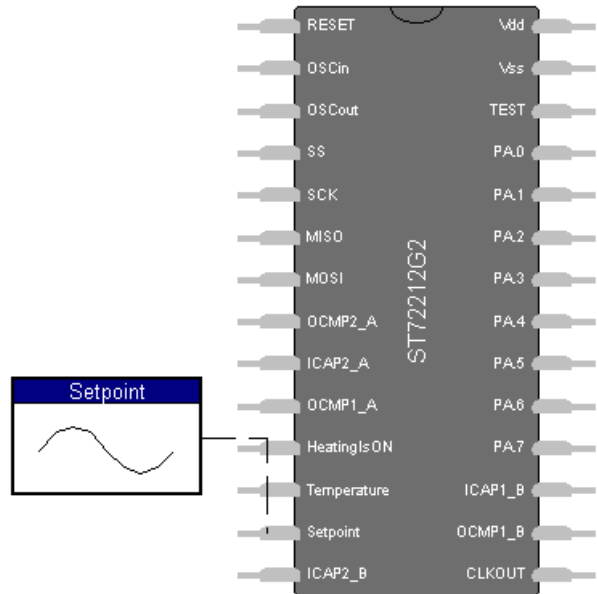 RESET
OSCin
OSCout
SS
SCK
MISO
MOSI
OCMP2_A
ICAP2_A
OCMP1_A
HeatingIsON
Temperature
Setpoint
ICAP2_B
ST72212G2
Vdd
Vss
TEST
PA.0
PA.1
PA.2
PA.3
PA.4
PA.5
PA.6
PA.7
ICAP1_B
OCMP1_B
CLKOUT
Setpoint